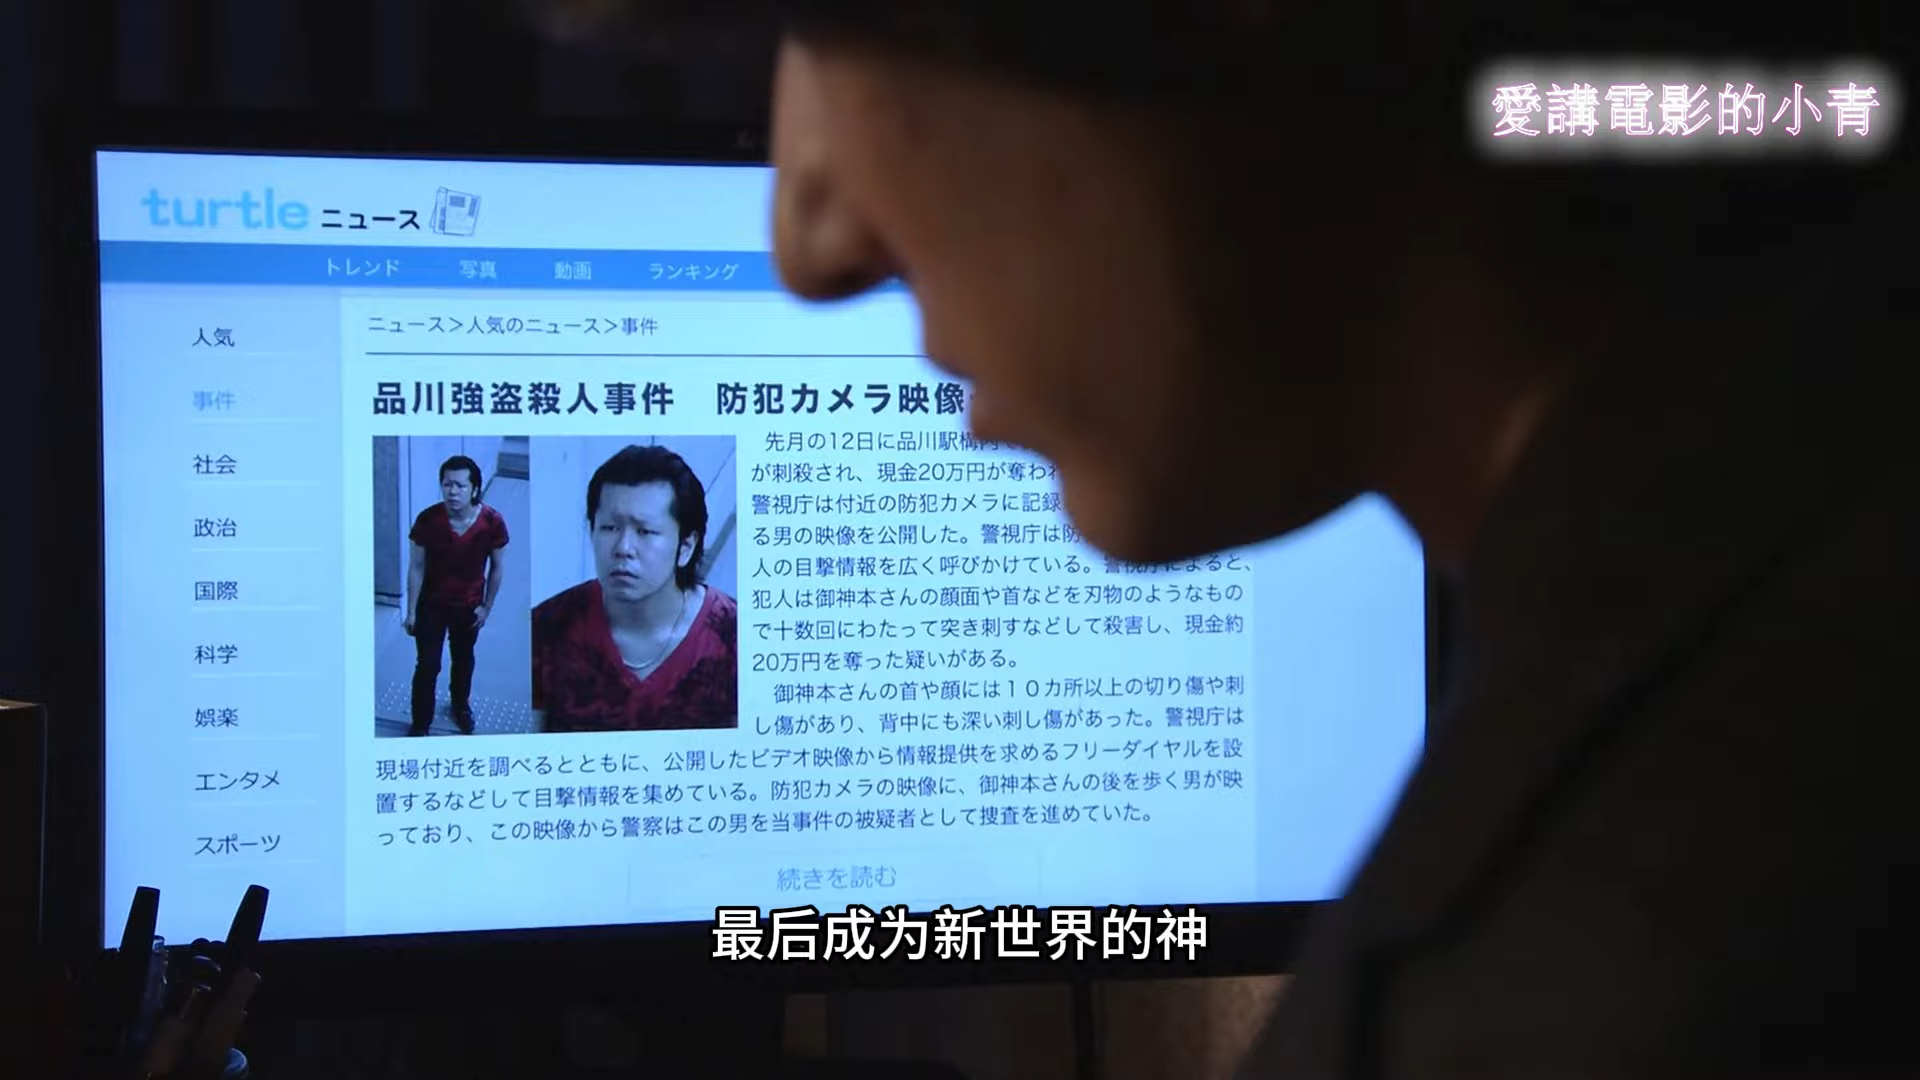 愛講電影的小青
turtle ニュース
トレンド 写真 動画 ランキング
ニュース>人気のニュース>事件
人気
事件
社会
政治
国際
科学
娯楽
エンタメ
スポーツ
品川強盗殺人事件 防犯カメラ映像
先月の12日に品川駅構内で
が刺殺され、現金20万円が奪われ
警視庁は付近の防犯カメラに記録
る男の映像を公開した。警視庁は防
人の目撃情報を広く呼びかけている。警視庁によると、
犯人は御神本さんの顔面や首などを刃物のようなもの
で十数回にわたって突き刺すなどして殺害し、現金約
20万円を奪った疑いがある。
御神本さんの首や顔には１０カ所以上の切り傷や刺
し傷があり、背中にも深い刺し傷があった。警視庁は
現場付近を調べるとともに、公開したビデオ映像から情報提供を求めるフリーダイヤルを設
置するなどして目撃情報を集めている。防犯カメラの映像に、御神本さんの後を歩く男が映
っており、この映像から警察はこの男を当事件の被疑者として捜査を進めていた。
続きを読む
最后成为新世界的神